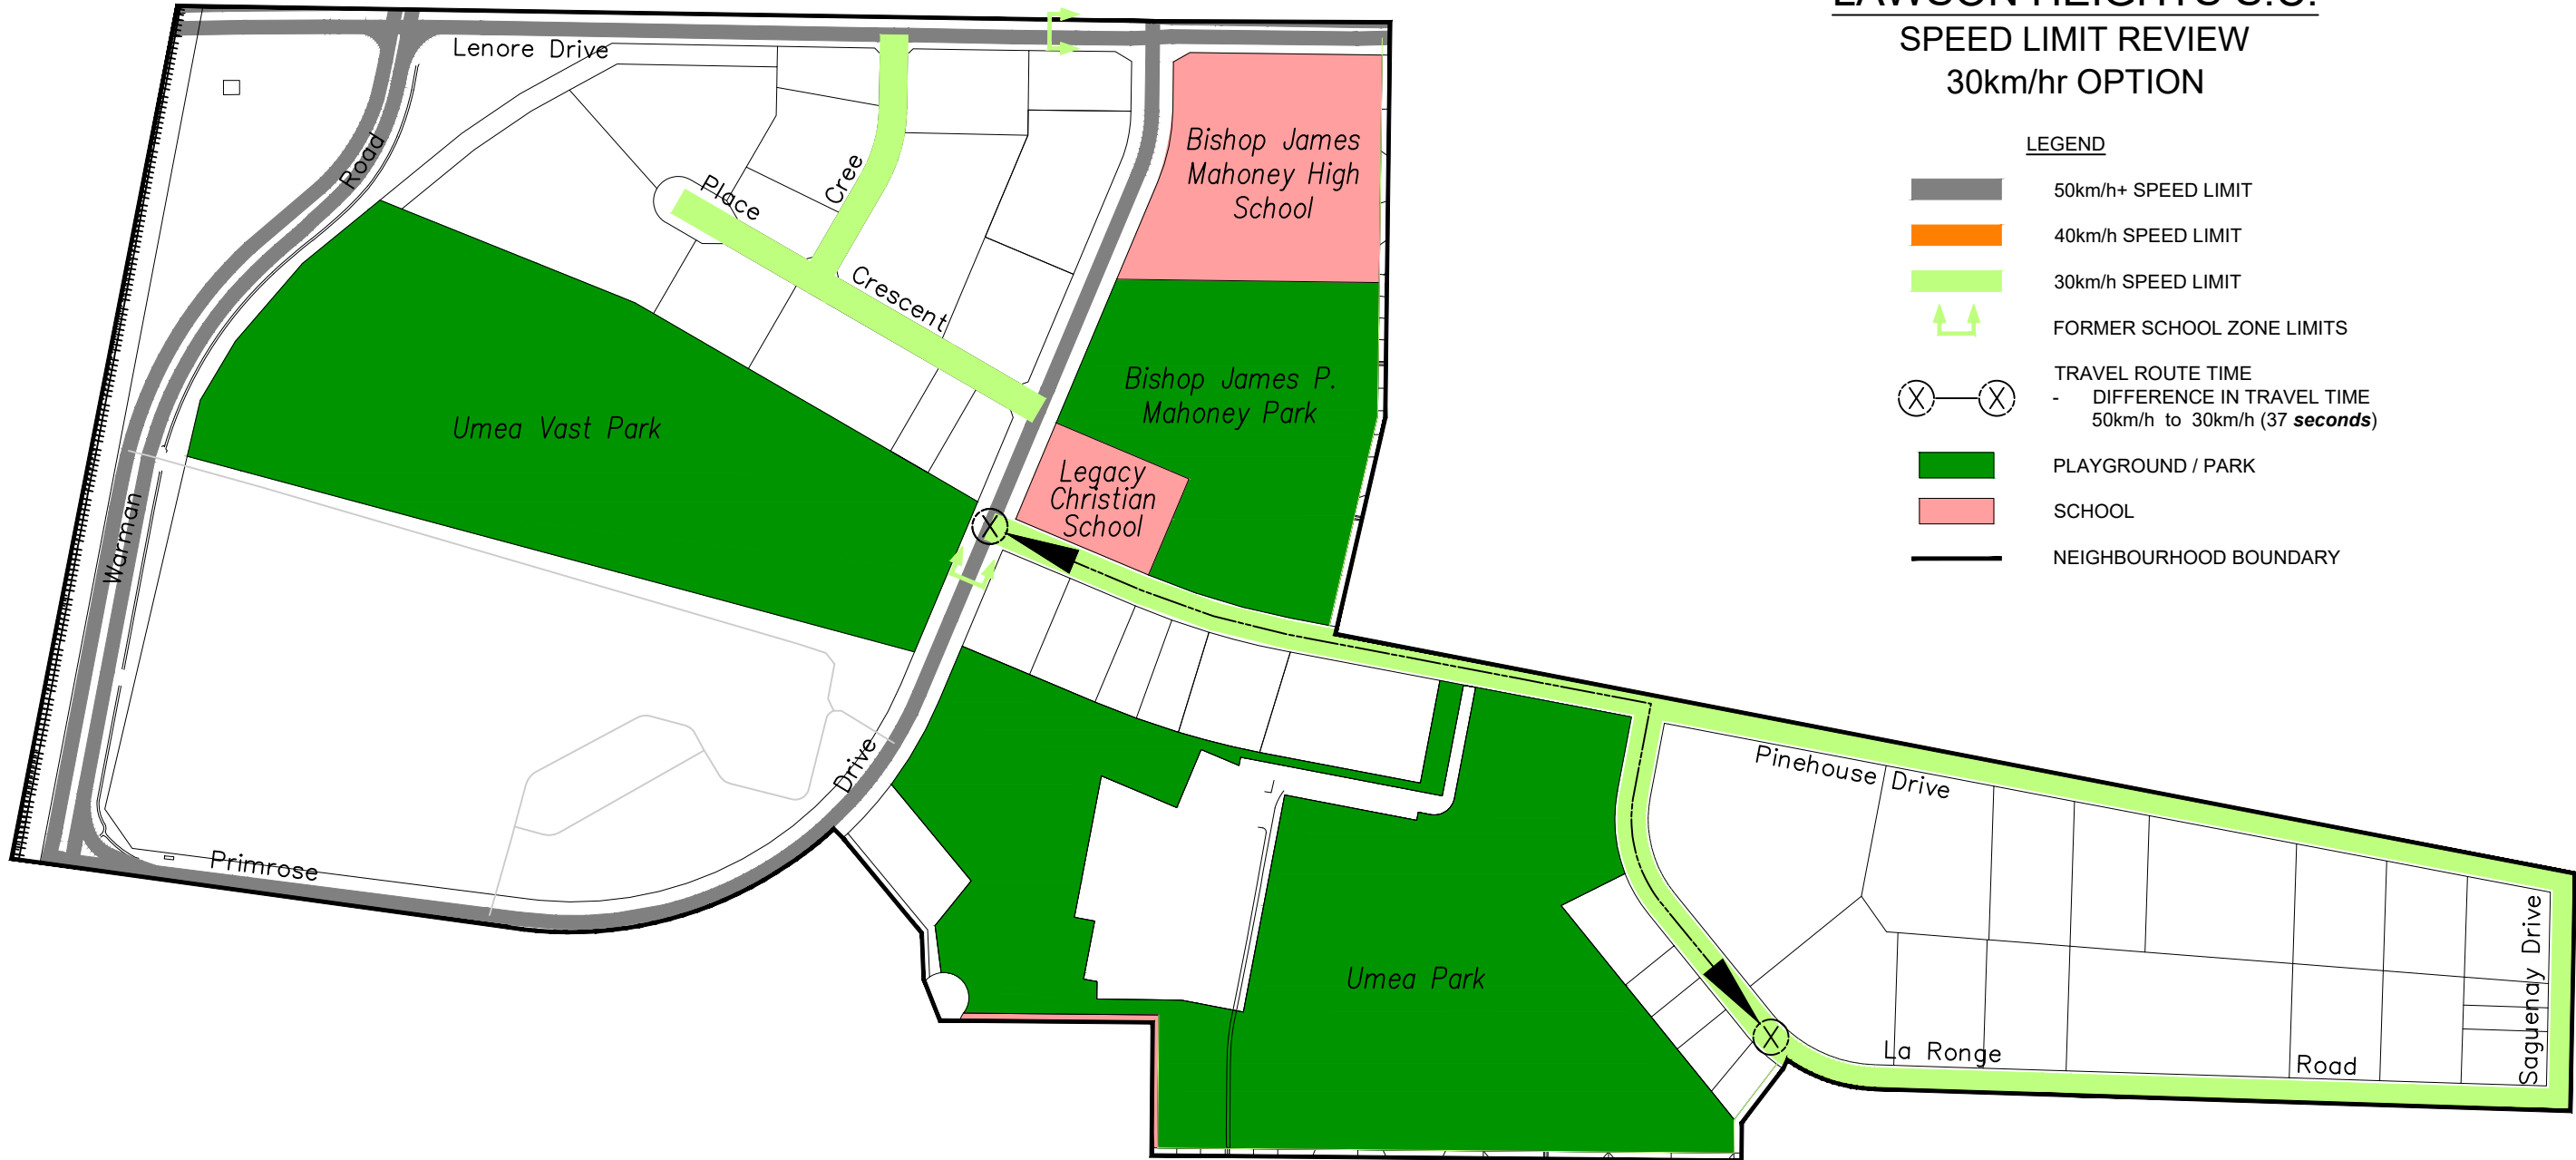 LAWSON HEIGHTS S.C.
SPEED LIMIT REVIEW
30km/hr OPTION
LEGEND
50km/h+ SPEED LIMIT
40km/h SPEED LIMIT
30km/h SPEED LIMIT
FORMER SCHOOL ZONE LIMITS
TRAVEL ROUTE TIME
- DIFFERENCE IN TRAVEL TIME
50km/h to 30km/h (37 seconds)
X X
PLAYGROUND / PARK
SCHOOL
NEIGHBOURHOOD BOUNDARY
Lenore Drive
Road
Place
Cree
Crescent
Bishop James
Mahoney High
School
Bishop James P.
Mahoney Park
Umea Vast Park
Legacy
Christian
School
X
Warman
Drive
Primrose
Pinehouse Drive
Umea Park
X
La Ronge
Road
Saguenay Drive